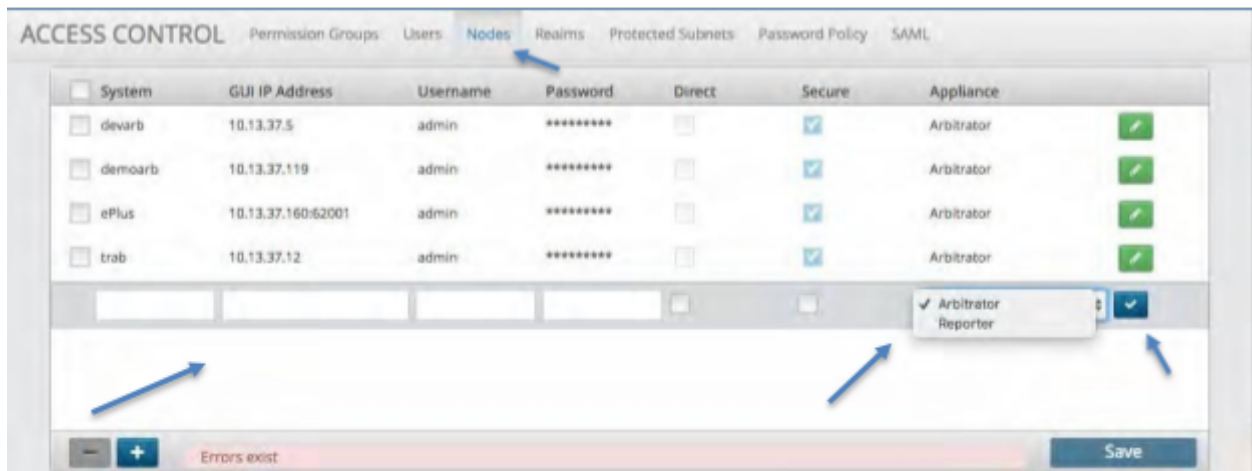 ACCESS CONTROL Permission Groups Users Nodes Realms Protected Subnets Password Policy SAML
System GUI IP Address Username Password Direct Secure Appliance
devarb 10.13.37.5 admin ********* Arbitrator
demoarb 10.13.37.119 admin ********* Arbitrator
ePlus 10.13.37.160:62001 admin ********* Arbitrator
trab 10.13.37.12 admin ********* Arbitrator
Arbitrator
Reporter
Errors exist Save